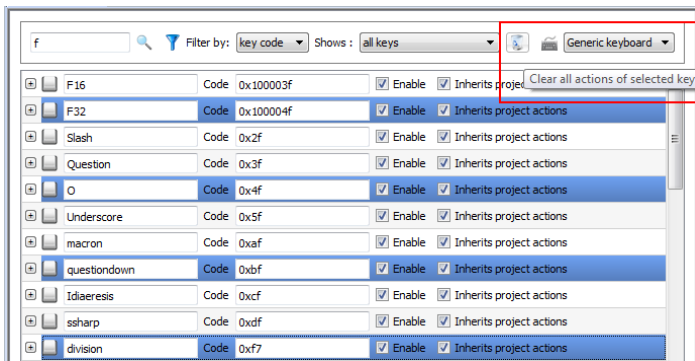 f Filter by: key code Shows : all keys Generic keyboard
Clear all actions of selected key
F16 Code 0x100003f Enable Inherits projec
F32 Code 0x100004f Enable Inherits project actions
Slash Code 0x2f Enable Inherits project actions
Question Code 0x3f Enable Inherits project actions
O Code 0x4f Enable Inherits project actions
Underscore Code 0x5f Enable Inherits project actions
macron Code 0xaf Enable Inherits project actions
questiondown Code 0xbf Enable Inherits project actions
Idiaeresis Code 0xcf Enable Inherits project actions
ssharp Code 0xdf Enable Inherits project actions
division Code 0xf7 Enable Inherits project actions